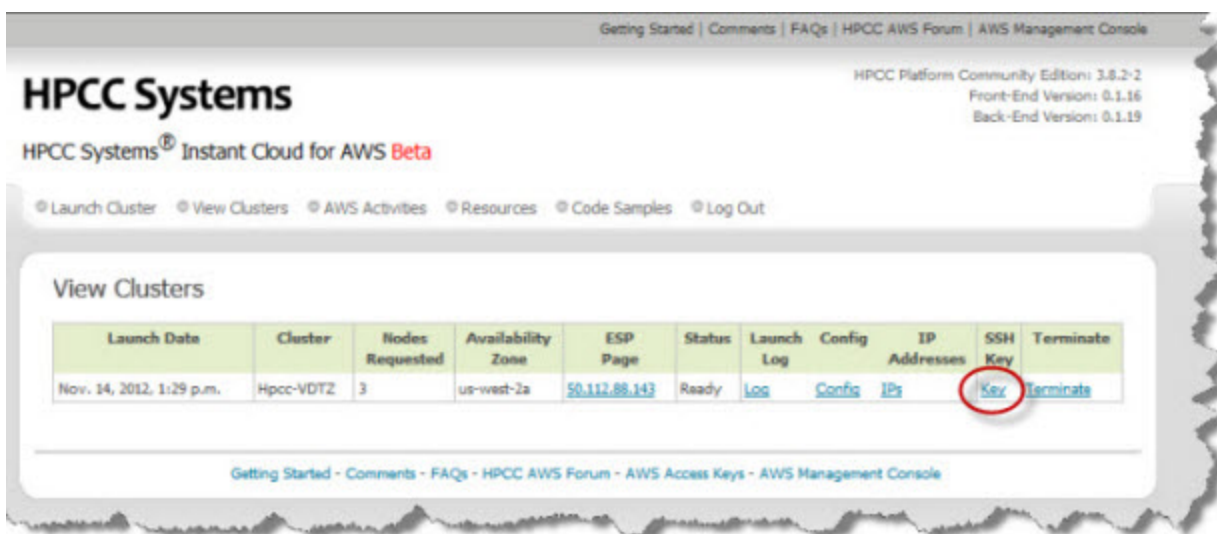 Getting Started | Comments | FAQs | HPCC AWS Forum | AWS Management Console
HPCC Systems
HPCC Platform Community Edition: 3.8.2-2
Front-End Version: 0.1.16
Back-End Version: 0.1.19
HPCC Systems® Instant Cloud for AWS Beta
Launch Cluster View Clusters AWS Activities Resources Code Samples Log Out
View Clusters
Launch Date Cluster Nodes Requested Availability Zone ESP Page Status Launch Log Config IP Addresses SSH Key Terminate
Nov. 14, 2012, 1:29 p.m. Hpcc-VDTZ 3 us-west-2a 50.112.88.143 Ready Log Config IPs Key Terminate
Getting Started - Comments - FAQs - HPCC AWS Forum - AWS Access Keys - AWS Management Console